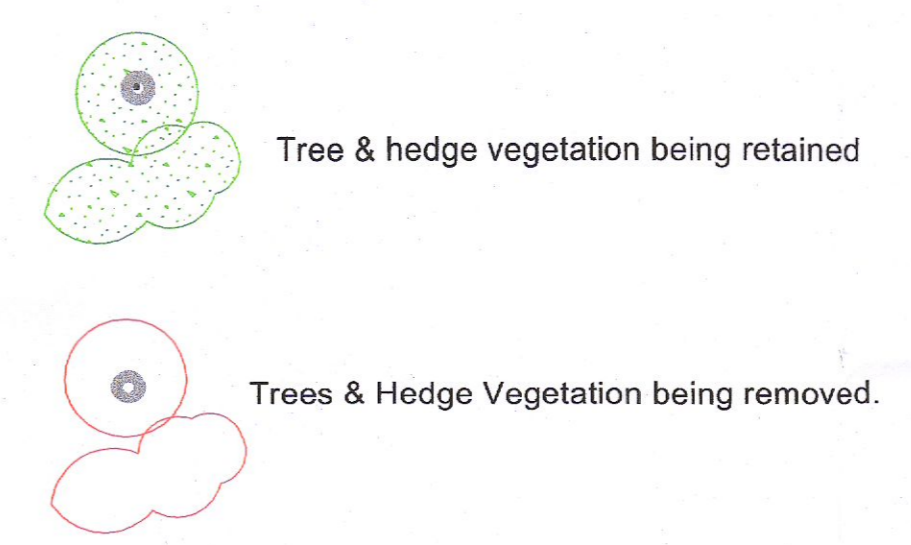 Tree & hedge vegetation being retained
Trees & Hedge Vegetation being removed.